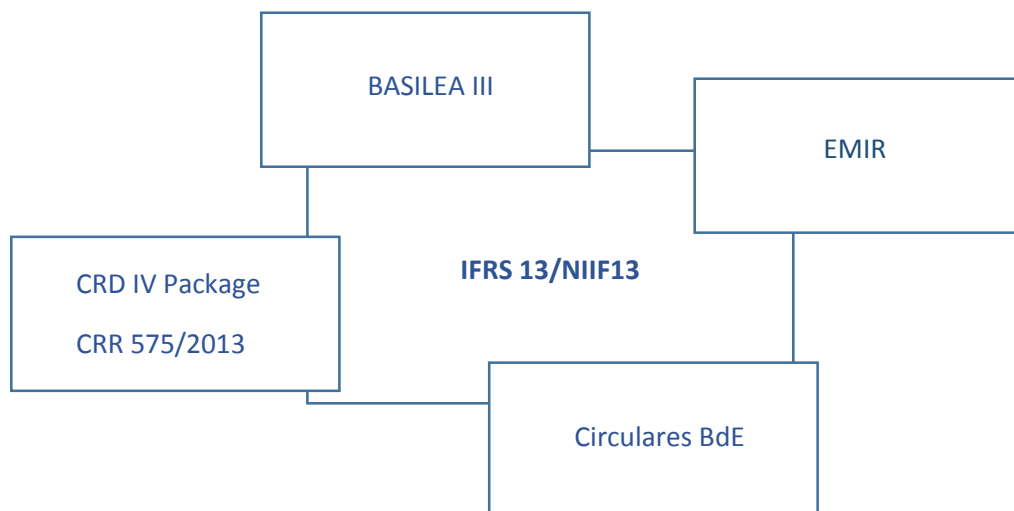 BASILEA III
EMIR
IFRS 13/NIIF13
CRD IV Package
CRR 575/2013
Circulares BdE